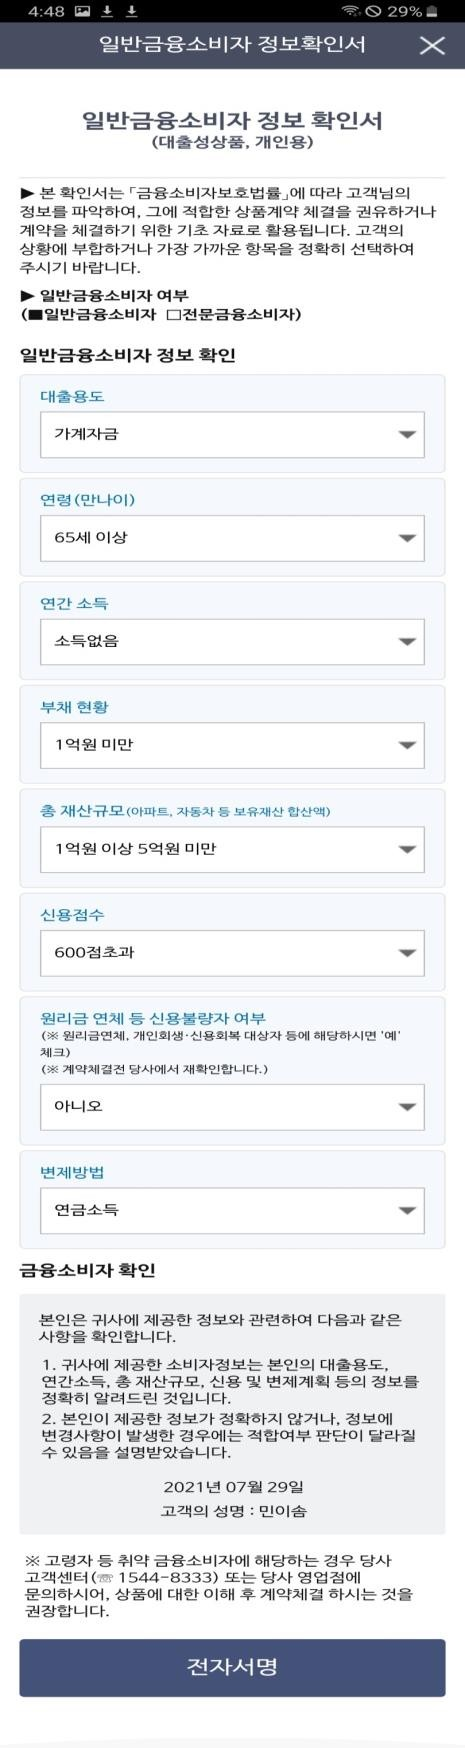 4:48
29%
일반금융소비자 정보확인서
일반금융소비자 정보 확인서
(대출성상품, 개인용)
▶ 본 확인서는 「금융소비자보호법률」에 따라 고객님의
정보를 파악하여, 그에 적합한 상품계약 체결을 권유하거나
계약을 체결하기 위한 기초 자료로 활용됩니다. 고객의
상황에 부합하거나 가장 가까운 항목을 정확히 선택하여
주시기 바랍니다.
▶ 일반금융소비자 여부
(■일반금융소비자 □전문금융소비자)
일반금융소비자 정보 확인
대출용도
가계자금
연령(만나이)
65세 이상
연간 소득
소득없음
부채 현황
1억원 미만
총 재산규모(아파트, 자동차 등 보유재산 합산액)
1억원 이상 5억원 미만
신용점수
600점초과
원리금 연체 등 신용불량자 여부
(※ 원리금연체, 개인회생·신용회복 대상자 등에 해당하시면 '예'
체크)
(※ 계약체결전 당사에서 재확인합니다.)
아니오
변제방법
연금소득
금융소비자 확인
본인은 귀사에 제공한 정보와 관련하여 다음과 같은
사항을 확인합니다.
1. 귀사에 제공한 소비자정보는 본인의 대출용도,
연간소득, 총 재산규모, 신용 및 변제계획 등의 정보를
정확히 알려드린 것입니다.
2. 본인이 제공한 정보가 정확하지 않거나, 정보에
변경사항이 발생한 경우에는 적합여부 판단이 달라질
수 있음을 설명받았습니다.
2021년 07월 29일
고객의 성명 : 민이솜
※ 고령자 등 취약 금융소비자에 해당하는 경우 당사
고객센터(☏ 1544-8333) 또는 당사 영업점에
문의하시어, 상품에 대한 이해 후 계약체결 하시는 것을
권장합니다.
전자서명